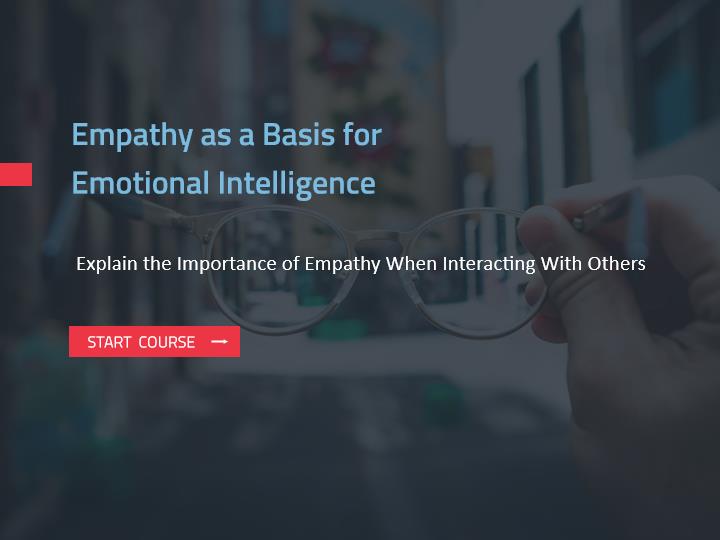 Empathy as a Basis for
Emotional Intelligence
Explain the Importance of Empathy When Interacting With Others
START COURSE →